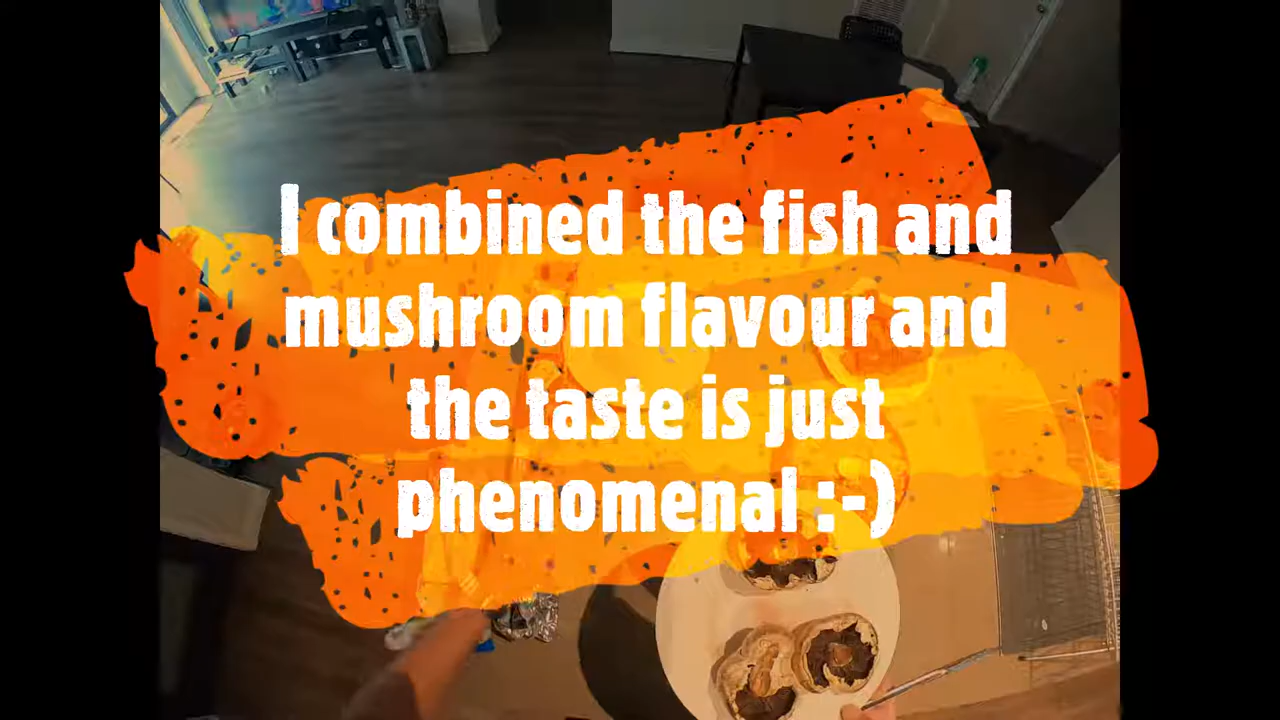 I combined the fish and
mushroom flavour and
the taste is just
phenomenal :-)